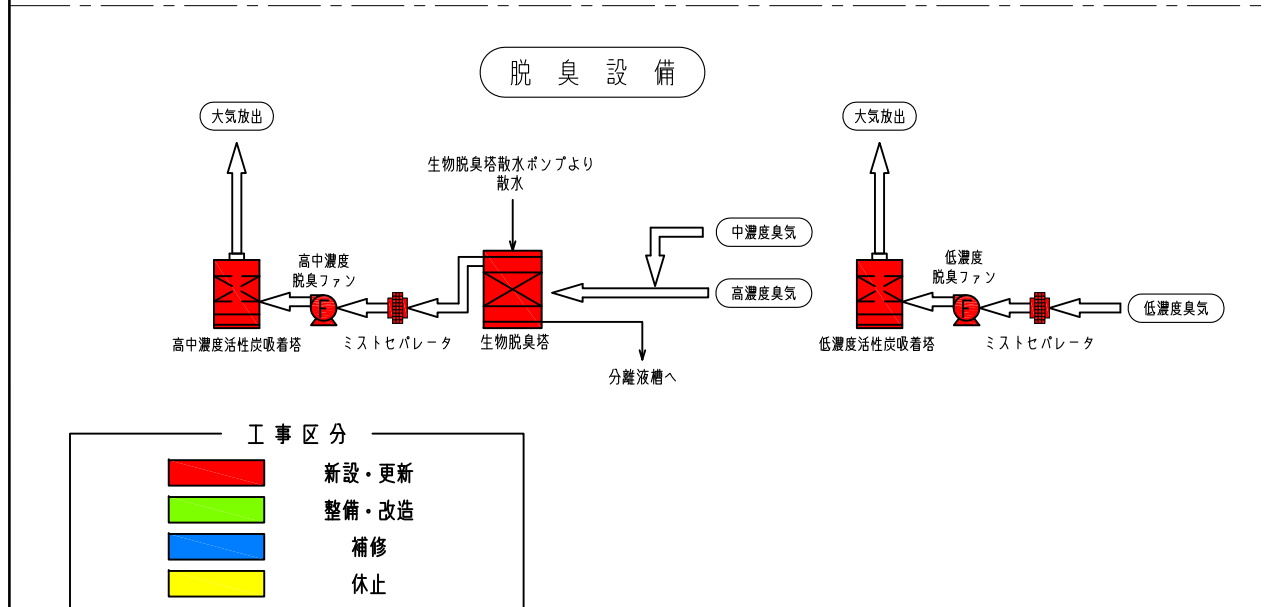 脱臭設備
大気放出
大気放出
生物脱臭塔散水ポンプより
散水
中濃度臭気
高中濃度
脱臭ファン
低濃度
脱臭ファン
高濃度臭気
低濃度臭気
F
F
高中濃度活性炭吸着塔
ミストセパレータ
生物脱臭塔
低濃度活性炭吸着塔
ミストセパレータ
分離液槽へ
工事区分
新設・更新
整備・改造
補修
休止